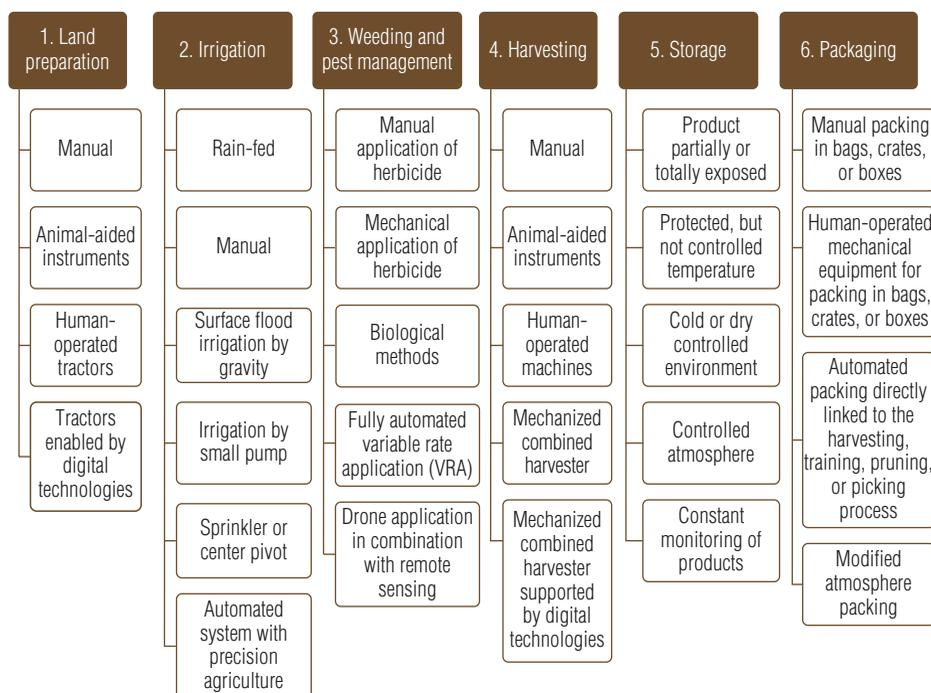 1. Land
preparation
Manual
Animal-aided
instruments
Human-
operated
tractors
Tractors
enabled by
digital
technologies
2. Irrigation
Rain-fed
Manual
Surface flood
irrigation by
gravity
Irrigation by
small pump
Sprinkler or
center pivot
Automated
system with
precision
agriculture
3. Weeding and
pest management
Manual
application of
herbicide
Mechanical
application of
herbicide
Biological
methods
Fully automated
variable rate
application (VRA)
Drone application
in combination
with remote
sensing
4. Harvesting
Manual
Animal-aided
instruments
Human-
operated
machines
Mechanized
combined
harvester
Mechanized
combined
harvester
supported
by digital
technologies
5. Storage
Product
partially or
totally exposed
Protected, but
not controlled
temperature
Cold or dry
controlled
environment
Controlled
atmosphere
Constant
monitoring of
products
6. Packaging
Manual packing
in bags, crates,
or boxes
Human-operated
mechanical
equipment for
packing in bags,
crates, or boxes
Automated
packing directly
linked to the
harvesting,
training, pruning,
or picking
process
Modified
atmosphere
packing